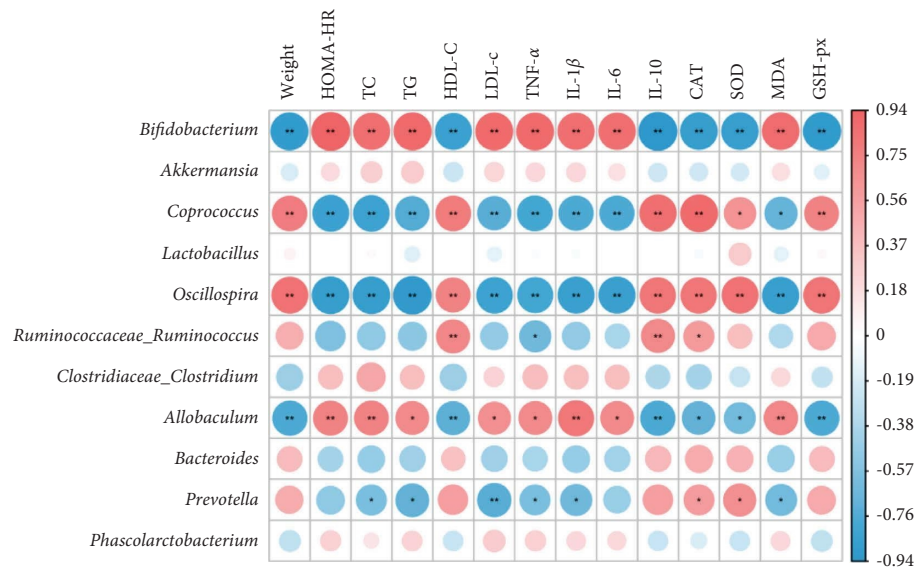 Weight HOMA-HR TC TG HDL-C LDL-c TNF-α IL-1β IL-6 IL-10 CAT SOD MDA GSH-px
Bifidobacterium ** ** ** ** ** ** ** ** ** ** ** ** ** **
Akkermansia
Coprococcus ** ** ** ** ** ** ** ** ** ** ** * * **
Lactobacillus
Oscillospira ** ** ** ** ** ** ** ** ** ** ** ** ** **
Ruminococcaceae_Ruminococcus ** * ** *
Clostridiaceae_Clostridium
Allobaculum ** ** ** * ** * * ** * ** * * ** **
Bacteroides
Prevotella * * ** * * * * *
Phascolarctobacterium
0.94
0.75
0.56
0.37
0.18
0
-0.19
-0.38
-0.57
-0.76
-0.94